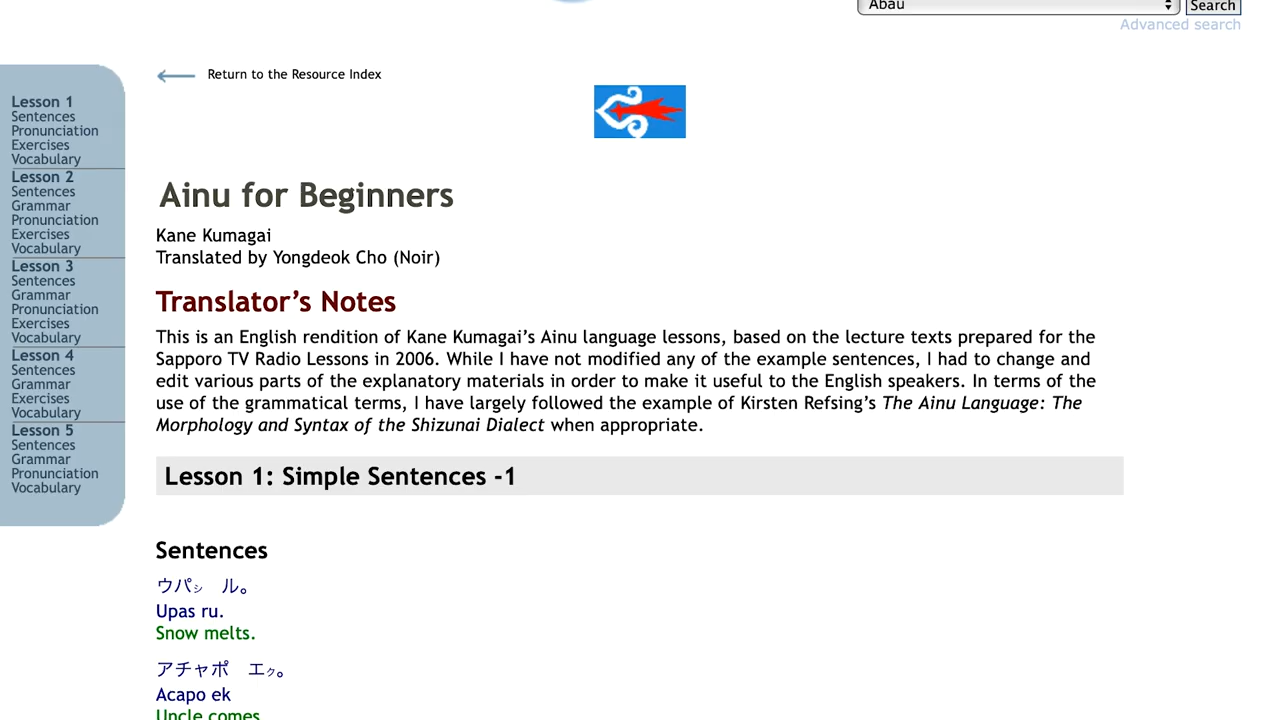 Abau
Search
Advanced search
Return to the Resource Index
Lesson 1
Sentences
Pronunciation
Exercises
Vocabulary
Lesson 2
Sentences
Grammar
Pronunciation
Exercises
Vocabulary
Lesson 3
Sentences
Grammar
Pronunciation
Exercises
Vocabulary
Lesson 4
Sentences
Grammar
Exercises
Vocabulary
Lesson 5
Sentences
Grammar
Pronunciation
Vocabulary
Ainu for Beginners
Kane Kumagai
Translated by Yongdeok Cho (Noir)
Translator’s Notes
This is an English rendition of Kane Kumagai’s Ainu language lessons, based on the lecture texts prepared for the
Sapporo TV Radio Lessons in 2006. While I have not modified any of the example sentences, I had to change and
edit various parts of the explanatory materials in order to make it useful to the English speakers. In terms of the
use of the grammatical terms, I have largely followed the example of Kirsten Refsing’s The Ainu Language: The
Morphology and Syntax of the Shizunai Dialect when appropriate.
Lesson 1: Simple Sentences -1
Sentences
ウパㇱ　ル。
Upas ru.
Snow melts.
アチャポ　エㇰ。
Acapo ek
Uncle comes